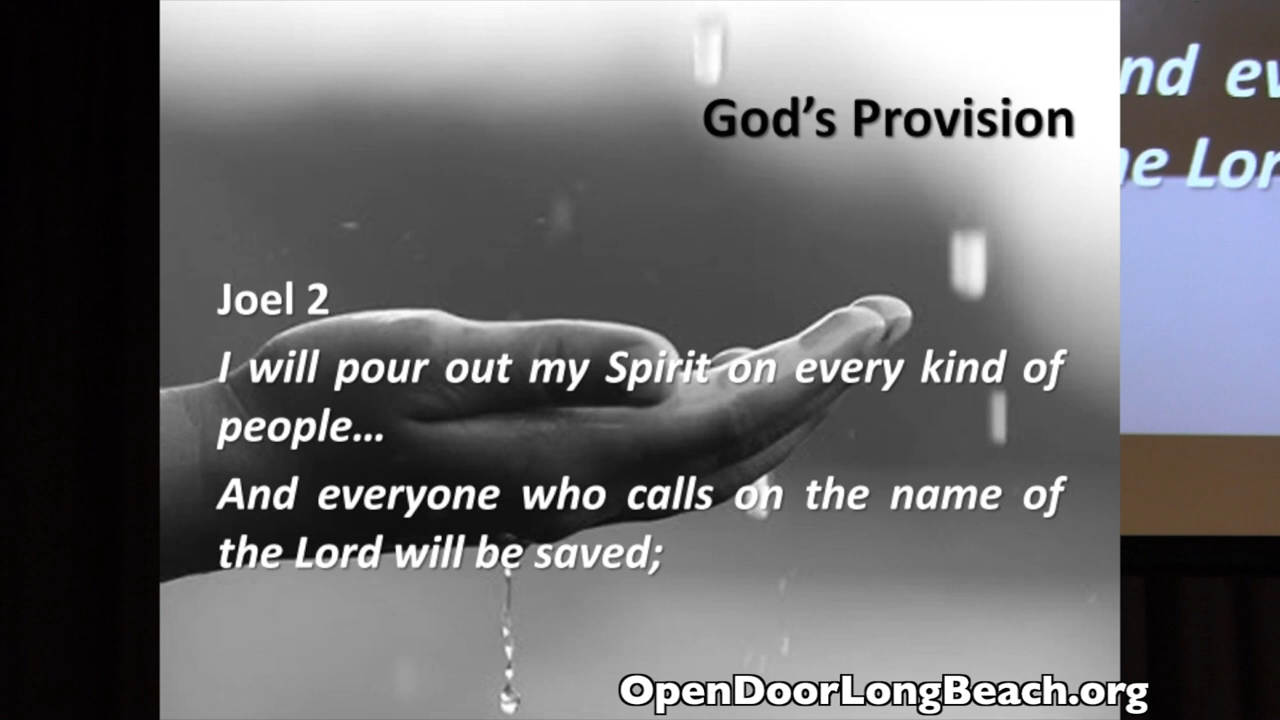 God's Provision
Joel 2
I will pour out my Spirit on every kind of
people...
And everyone who calls on the name of
the Lord will be saved;
OpenDoorLongBeach.org